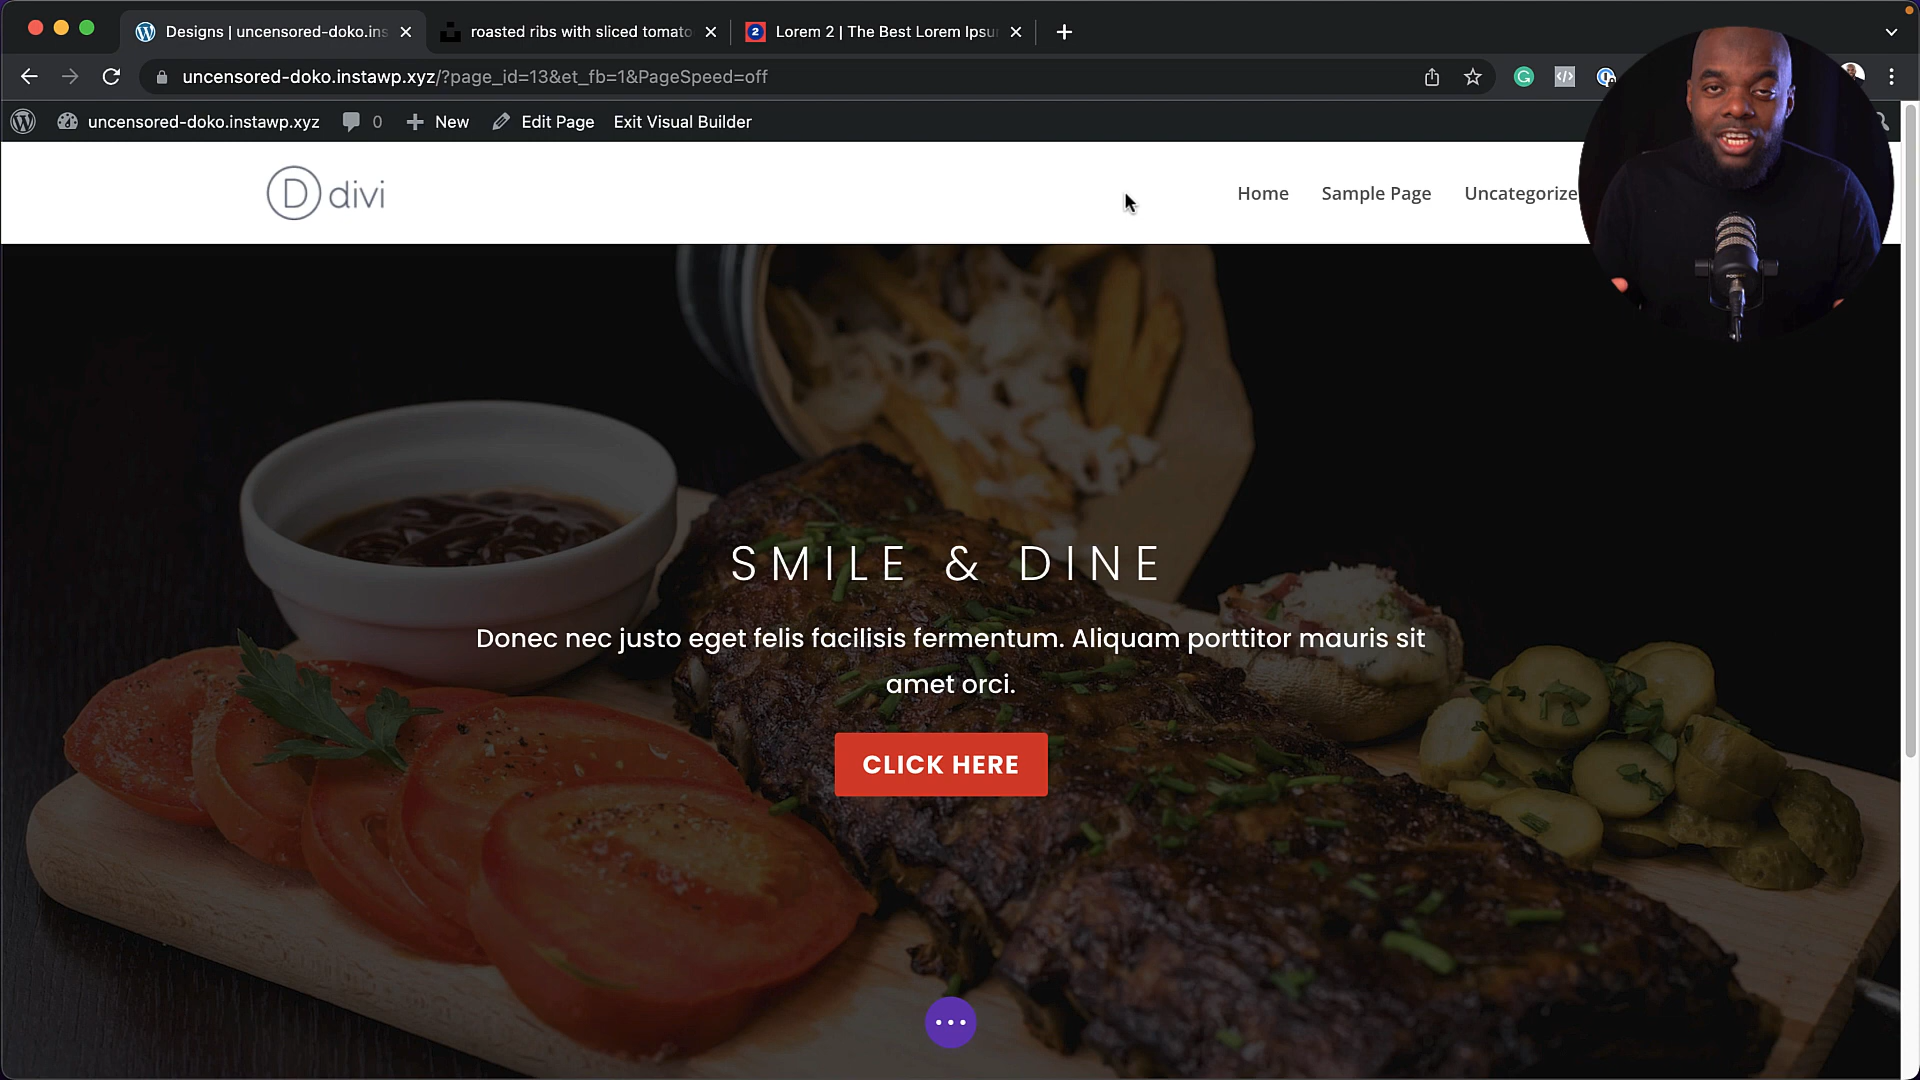 Designs | uncensored-doko.ins
roasted ribs with sliced tomato
2
Lorem 2 | The Best Lorem Ipsu
uncensored-doko.instawp.xyz/?page_id=13&et_fb=1&PageSpeed=off
uncensored-doko.instawp.xyz
0
New
Edit Page
Exit Visual Builder
D divi
Home
Sample Page
Uncategorize
SMILE & DINE
Donec nec justo eget felis facilisis fermentum. Aliquam porttitor mauris sit
amet orci.
CLICK HERE